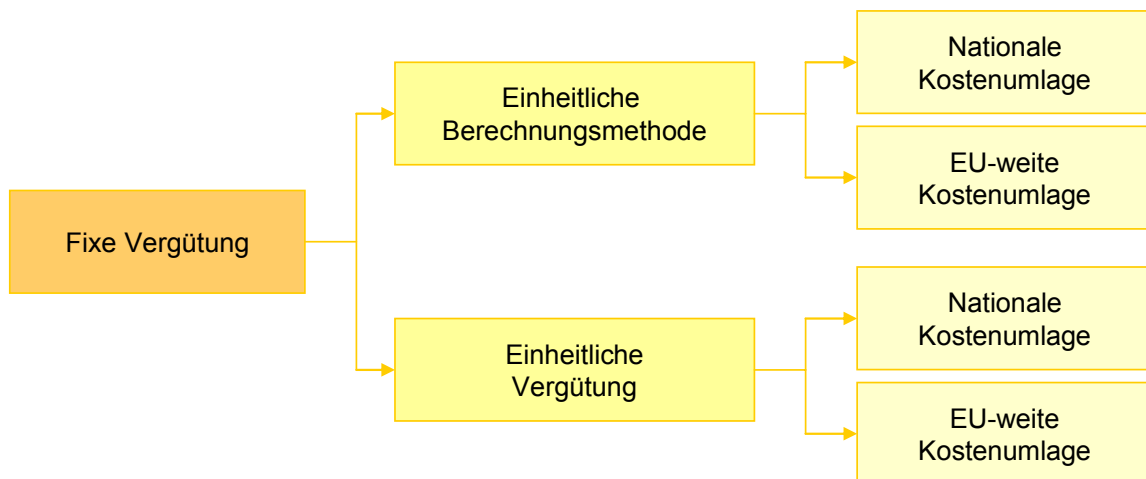 Fixe Vergütung
Einheitliche
Berechnungsmethode
Nationale
Kostenumlage
EU-weite
Kostenumlage
Einheitliche
Vergütung
Nationale
Kostenumlage
EU-weite
Kostenumlage